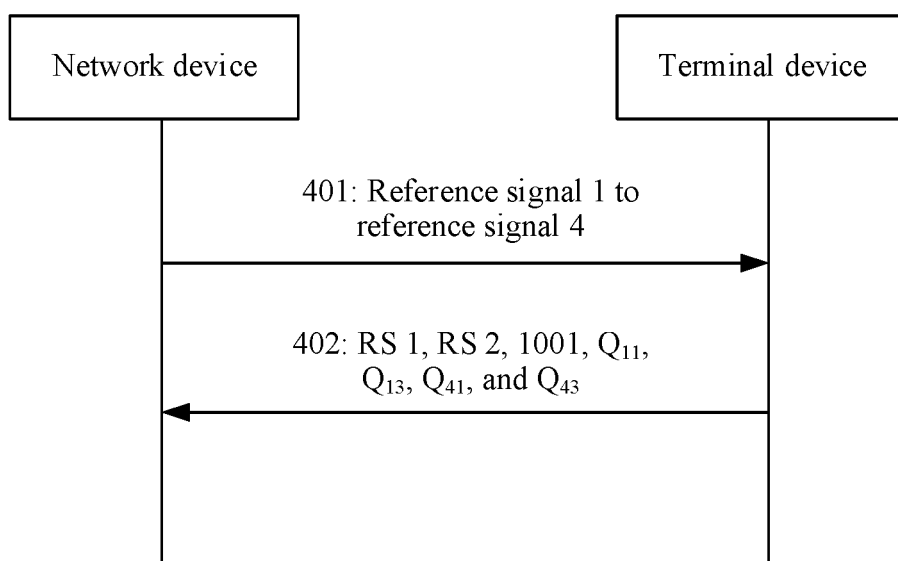 Network device
Terminal device
401: Reference signal 1 to
reference signal 4
402: RS 1, RS 2, 1001, Q₁₁,
Q₁₃, Q₄₁, and Q₄₃